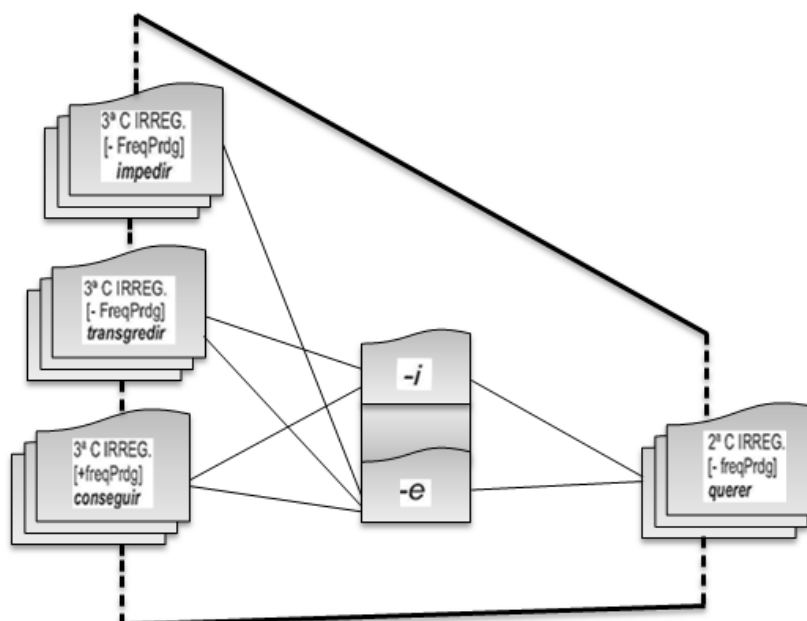 3ª C IRREG.
[- FreqPrdg]
impedir
3ª C IRREG.
[- FreqPrdg]
transgredir
3ª C IRREG.
[+freqPrdg]
conseguir
-i
-e
2ª C IRREG.
[- freqPrdg]
querer